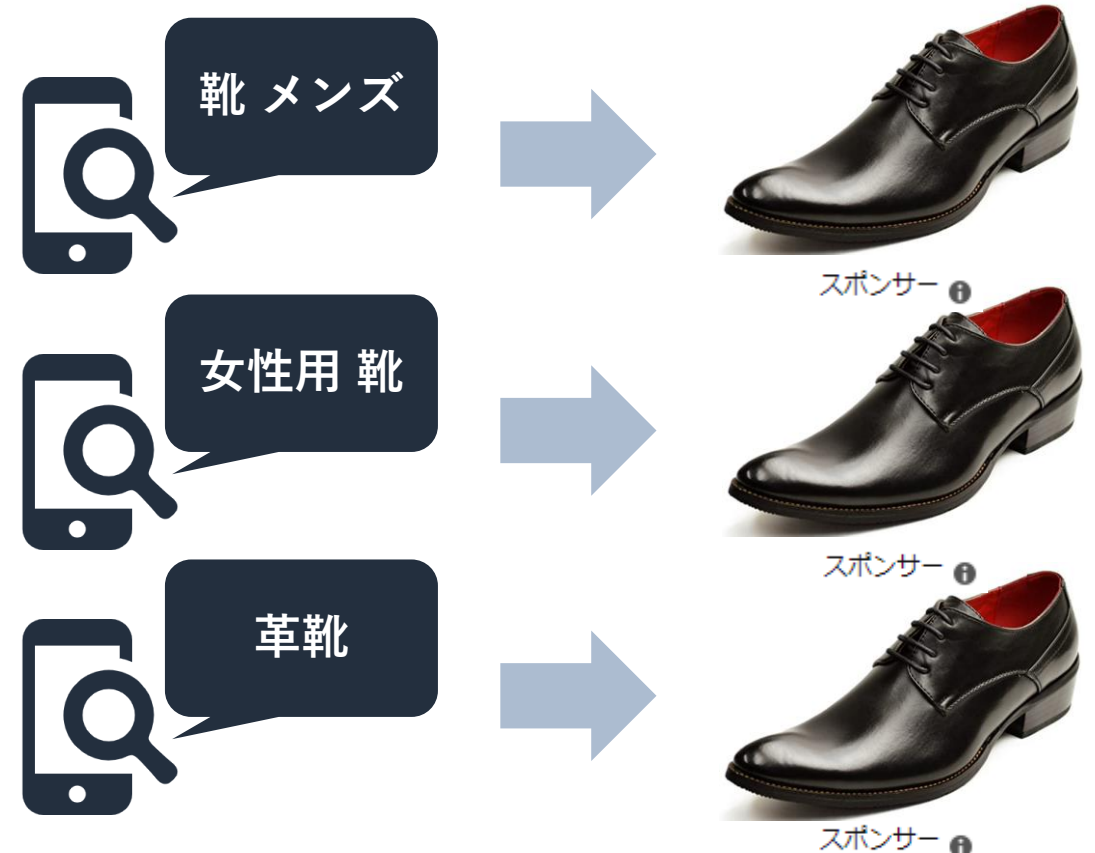 靴 メンズ
スポンサー
女性用 靴
スポンサー
革靴
スポンサー